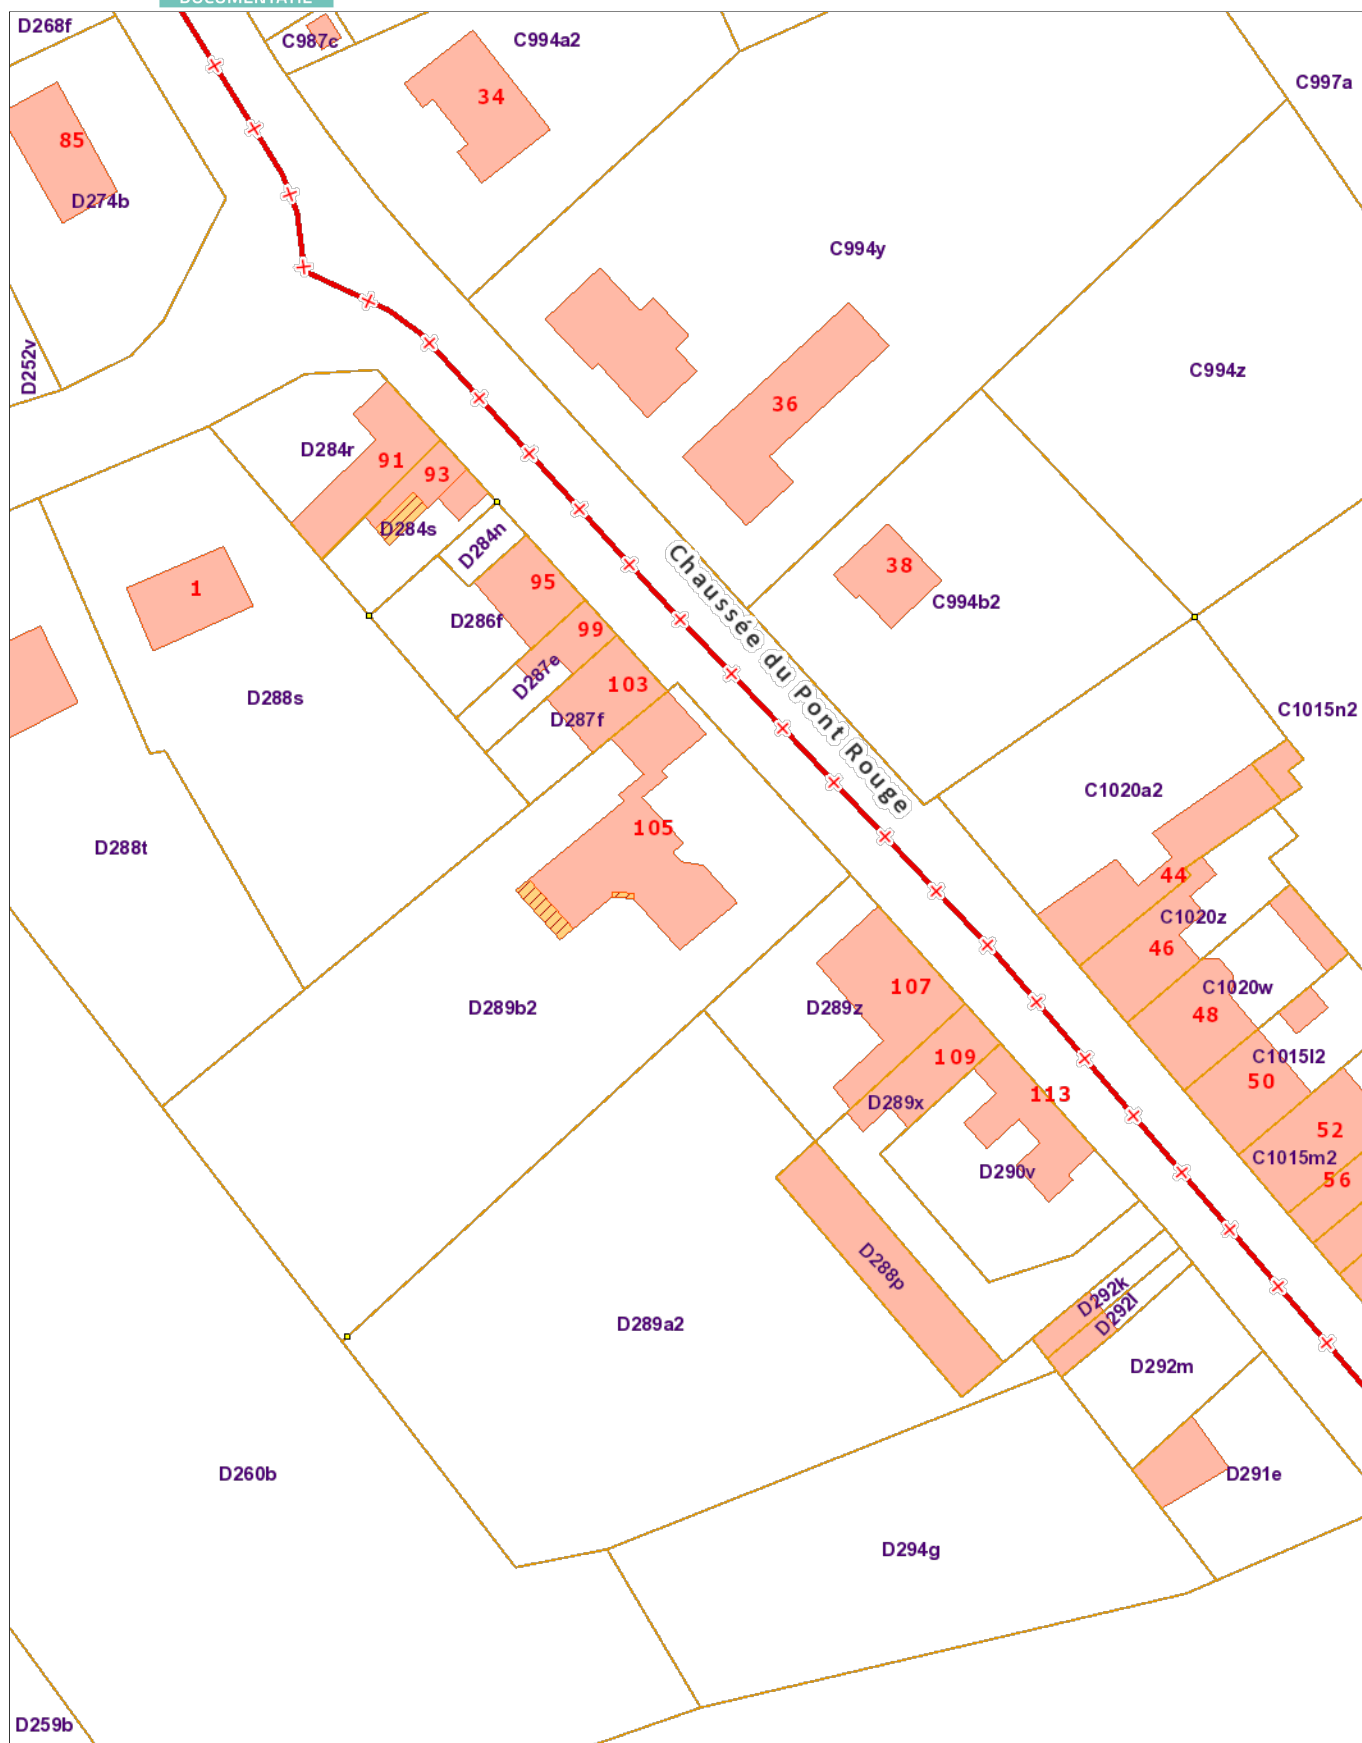 DOCUMENTATIE
D268f
C987c
C994a2
C997a
34
85
D274b
C994y
D252v
C994z
36
D284r
91
93
D284s
D284n
38
C994b2
95
1
D286f
99
D287e
103
D287f
D288s
Chaussée du Pont Rouge
C1015n2
C1020a2
105
D288t
44
C1020z
46
107
C1020w
D289b2
D289z
48
109
C1015l2
50
113
D289x
52
C1015m2
D290v
56
D288p
D292k
D292l
D289a2
D292m
D260b
D291e
D294g
D259b